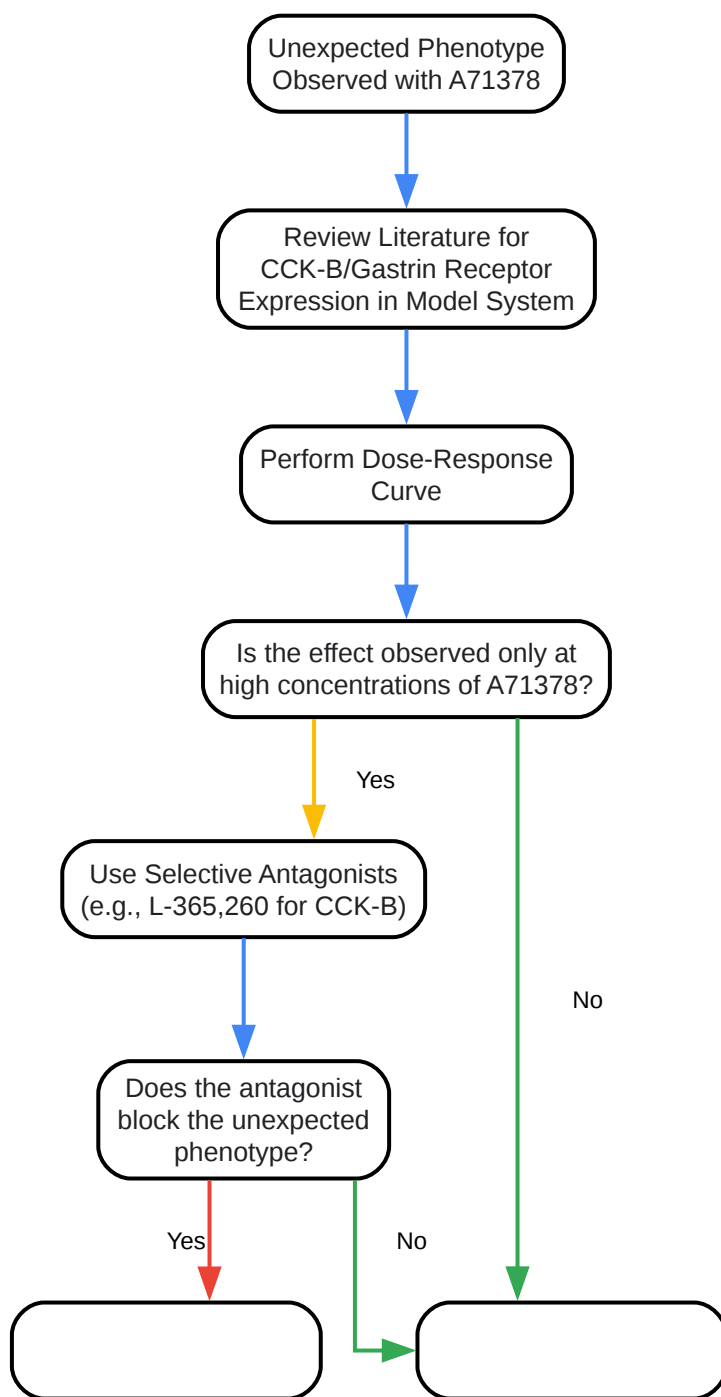 Unexpected Phenotype
Observed with A71378
Review Literature for
CCK-B/Gastrin Receptor
Expression in Model System
Perform Dose-Response
Curve
Is the effect observed only at
high concentrations of A71378?
Yes
Use Selective Antagonists
(e.g., L-365,260 for CCK-B)
No
Does the antagonist
block the unexpected
phenotype?
Yes
No